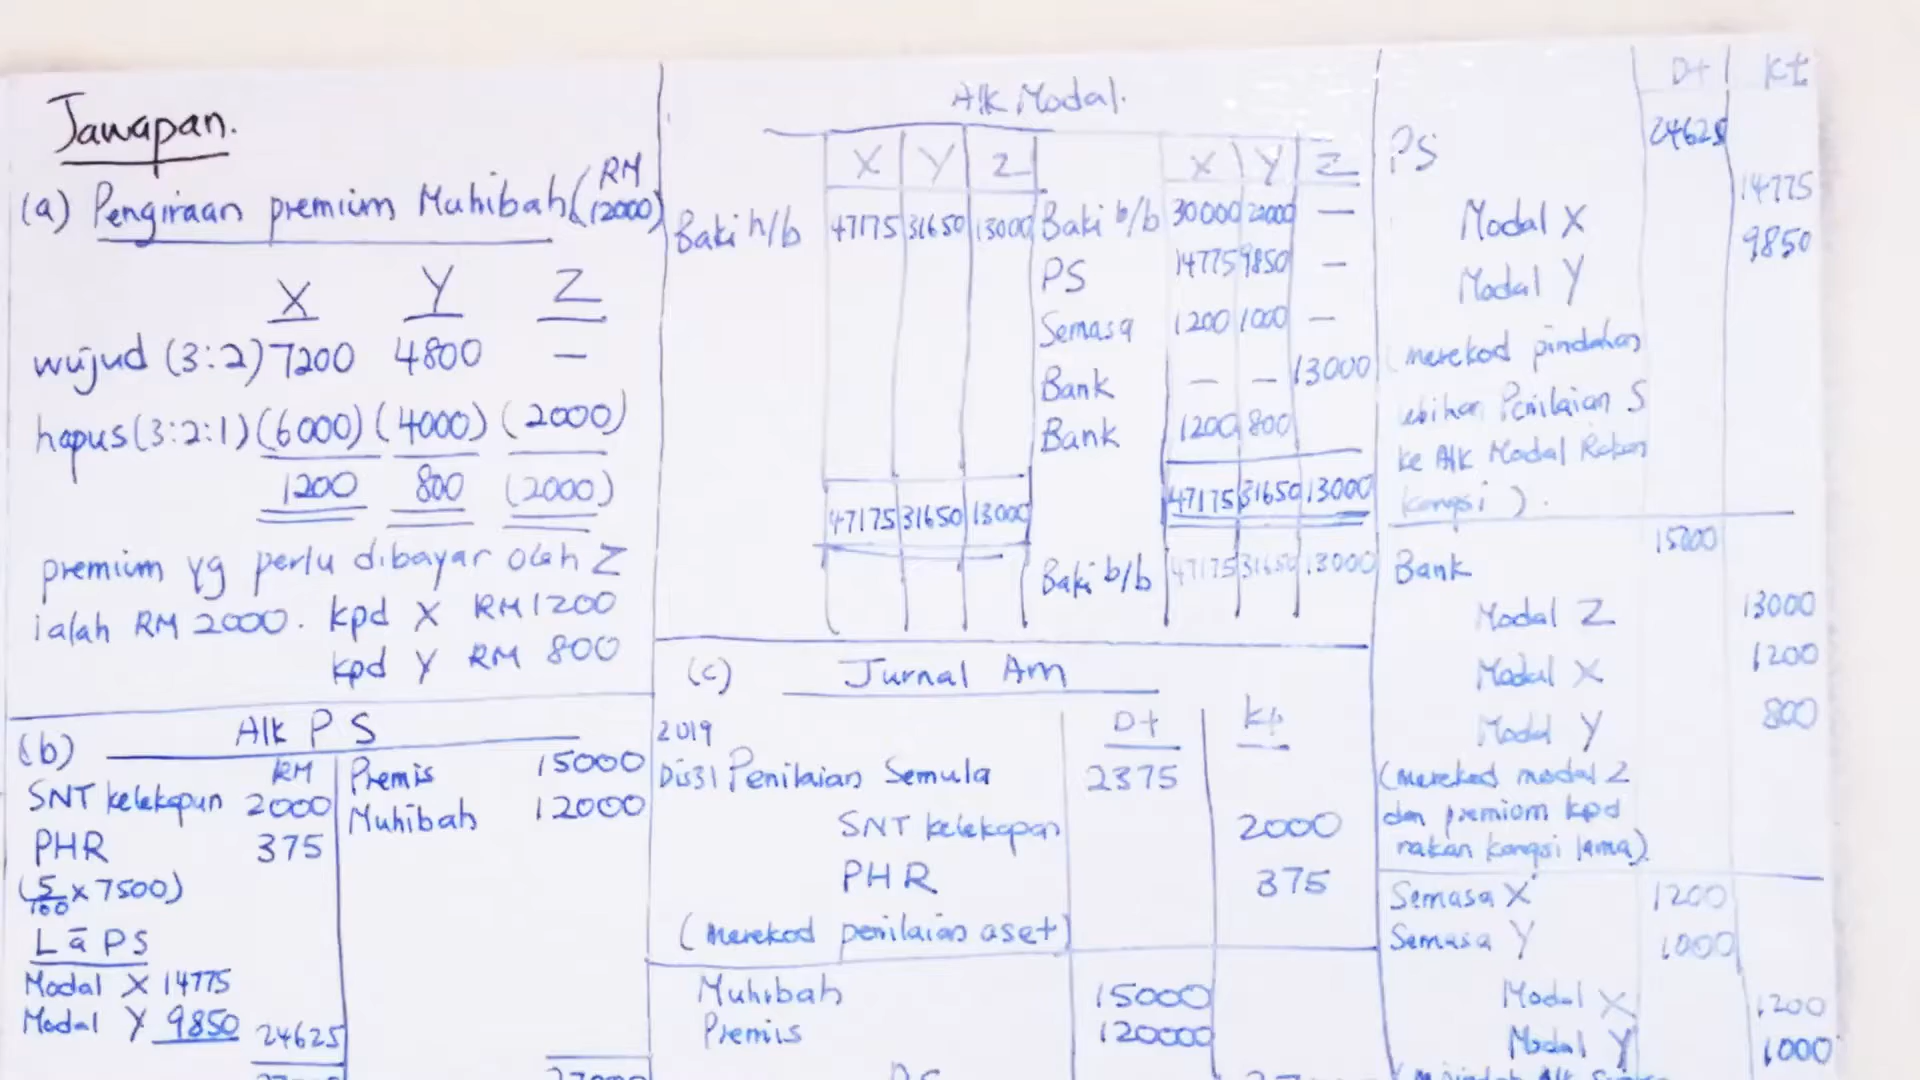 Jawapan.
(a) Pengiraan premium Muhibah (RM 12000)
X Y Z
wujud (3:2) 7200 4800 —
hapus (3:2:1) (6000) (4000) (2000)
1200 800 (2000)
premium yg perlu dibayar oleh Z
ialah RM 2000. kpd X RM 1200
kpd Y RM 800
(b) Alk P S
RM
SNT kelekapan 2000 Premis 15000
PHR 375 Muhibah 12000
(5/100 x 7500)
L ā PS
Modal X 14775
Modal Y 9850 24625
Alk Modal.
X Y Z X Y Z
Baki h/b 47175 31650 13000 Baki b/b 30000 22000 —
PS 14775 9850 —
Semasa 1200 1000 —
Bank — — 13000
Bank 1200 800
47175 31650 13000 47175 31650 13000
Baki b/b 47175 31650 13000
(c) Jurnal Am
2019 Dt Kt
Dis31 Penilaian Semula 2375
SNT kelekapan 2000
PHR 375
(merekod penilaian aset)
Muhibah 15000
Premis 120000
PS
Dt Kt
PS 24625
Modal X 14775
Modal Y 9850
(merekod pindahan
lebihan Penilaian S
ke Alk Modal Rakan
kongsi).
Bank 15000
Modal Z 13000
Modal X 1200
Modal Y 800
(merekod modal Z
dan premium kpd
rakan kongsi lama)
Semasa X 1200
Semasa Y 1000
Modal X 1200
Modal Y 1000